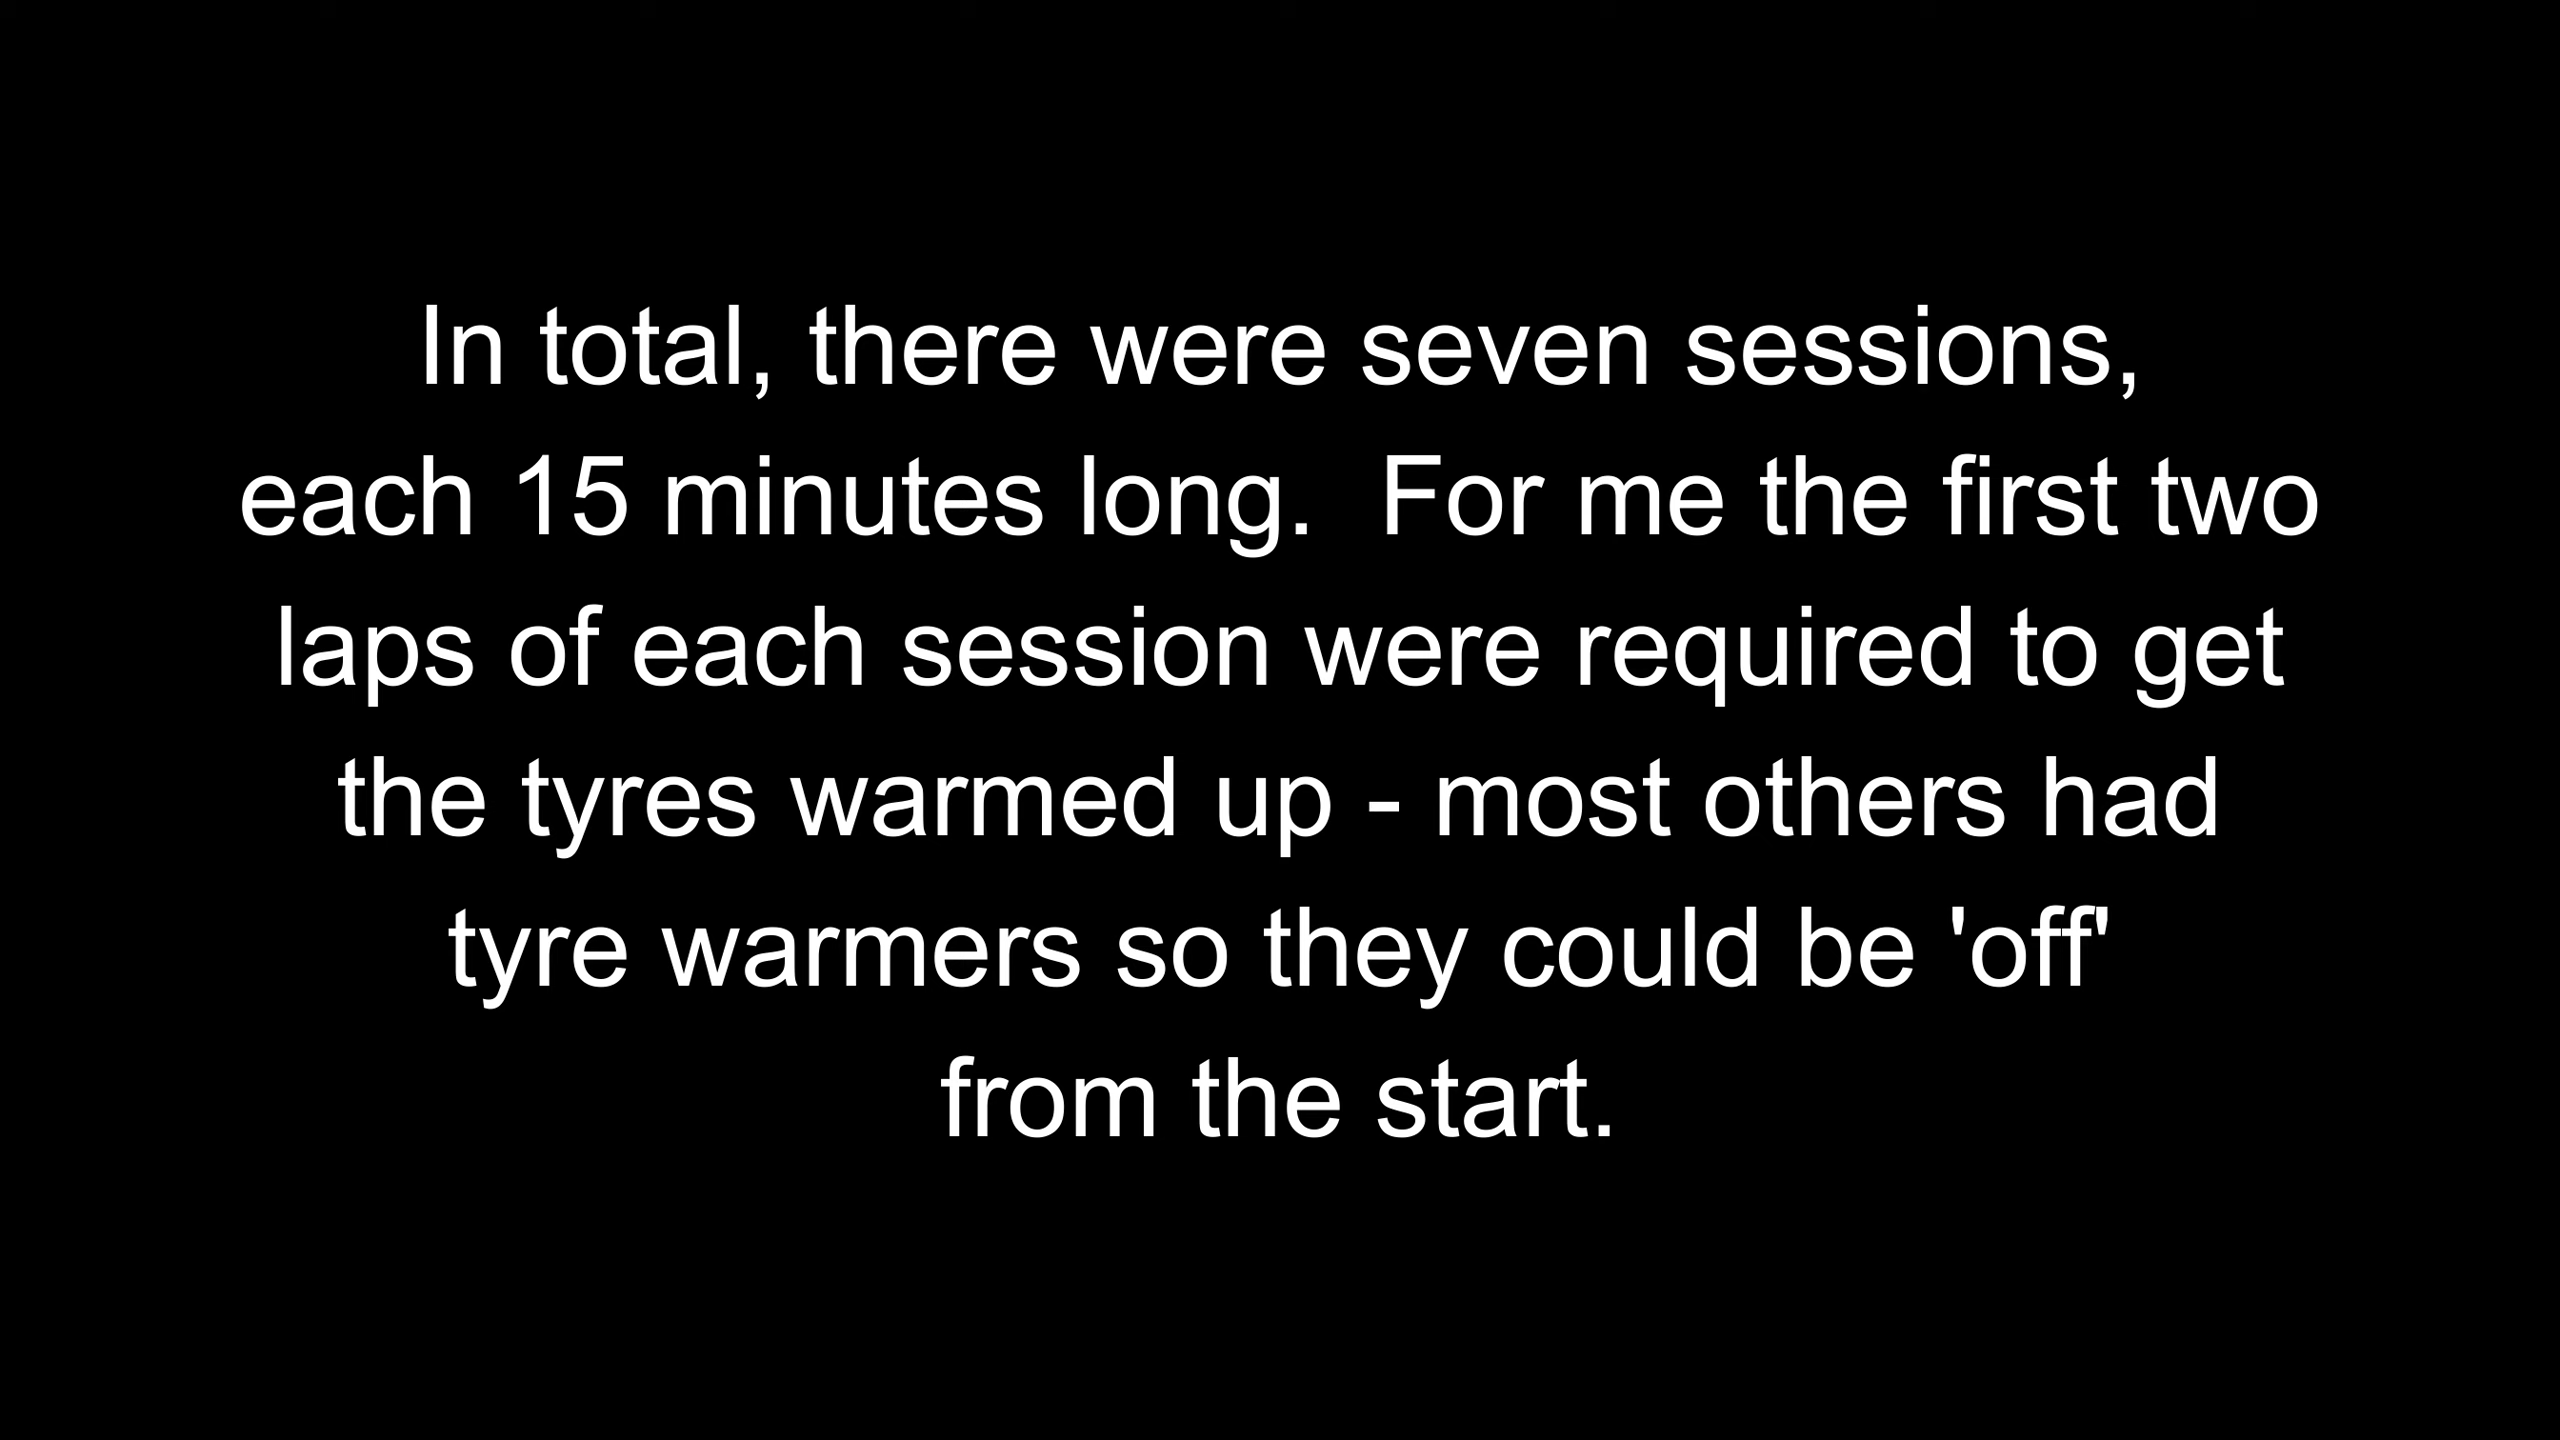 In total, there were seven sessions,
each 15 minutes long.  For me the first two
laps of each session were required to get
the tyres warmed up - most others had
tyre warmers so they could be 'off'
from the start.